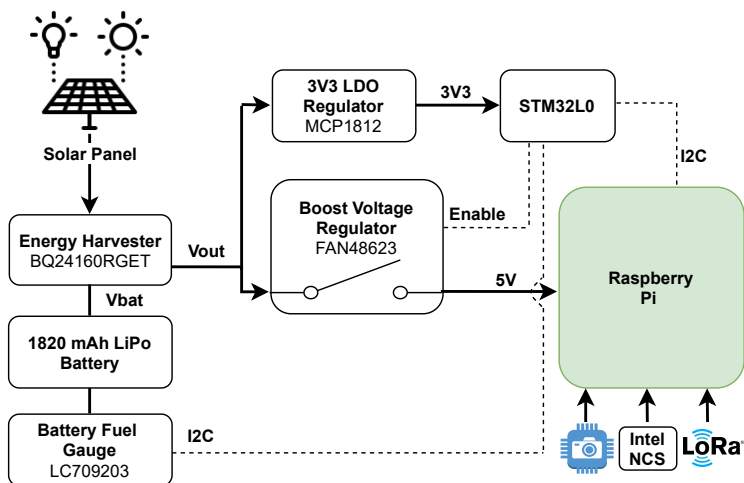 3V3 LDO
Regulator
MCP1812
3V3
STM32L0
Solar Panel
I2C
Boost Voltage
Regulator
FAN48623
Enable
Energy Harvester
BQ24160RGET
Vout
5V
Raspberry
Pi
Vbat
1820 mAh LiPo
Battery
Battery Fuel
Gauge
LC709203
I2C
Intel
NCS
LoRa